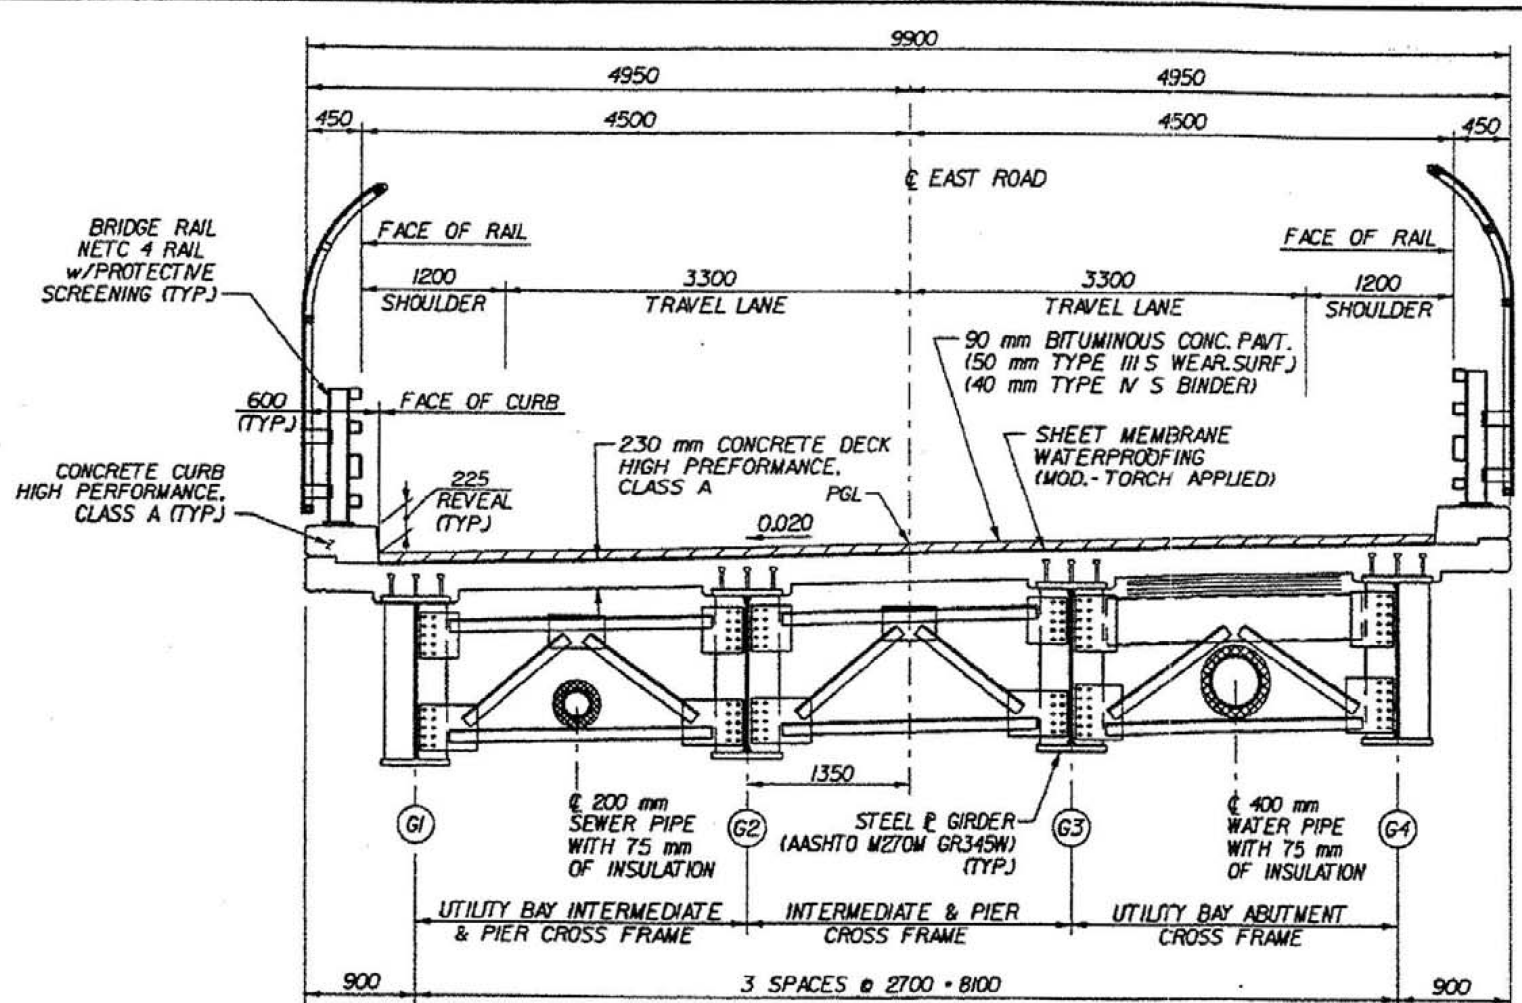 9900
4950
4950
450
4500
4500
450
℄ EAST ROAD
BRIDGE RAIL
NETC 4 RAIL
w/PROTECTIVE
SCREENING (TYP.)
FACE OF RAIL
FACE OF RAIL
1200
SHOULDER
3300
TRAVEL LANE
3300
TRAVEL LANE
1200
SHOULDER
90 mm BITUMINOUS CONC. PAVT.
(50 mm TYPE III S WEAR.SURF.)
(40 mm TYPE IV S BINDER)
600
(TYP.)
FACE OF CURB
230 mm CONCRETE DECK
HIGH PREFORMANCE,
CLASS A
SHEET MEMBRANE
WATERPROOFING
(MOD.- TORCH APPLIED)
CONCRETE CURB
HIGH PERFORMANCE,
CLASS A (TYP.)
225
REVEAL
(TYP.)
PGL
0.020
1350
G1
℄ 200 mm
SEWER PIPE
WITH 75 mm
OF INSULATION
G2
STEEL ⅊ GIRDER
(AASHTO M270M GR345W)
(TYP.)
G3
℄ 400 mm
WATER PIPE
WITH 75 mm
OF INSULATION
G4
UTILITY BAY INTERMEDIATE
& PIER CROSS FRAME
INTERMEDIATE & PIER
CROSS FRAME
UTILITY BAY ABUTMENT
CROSS FRAME
900
3 SPACES @ 2700 = 8100
900